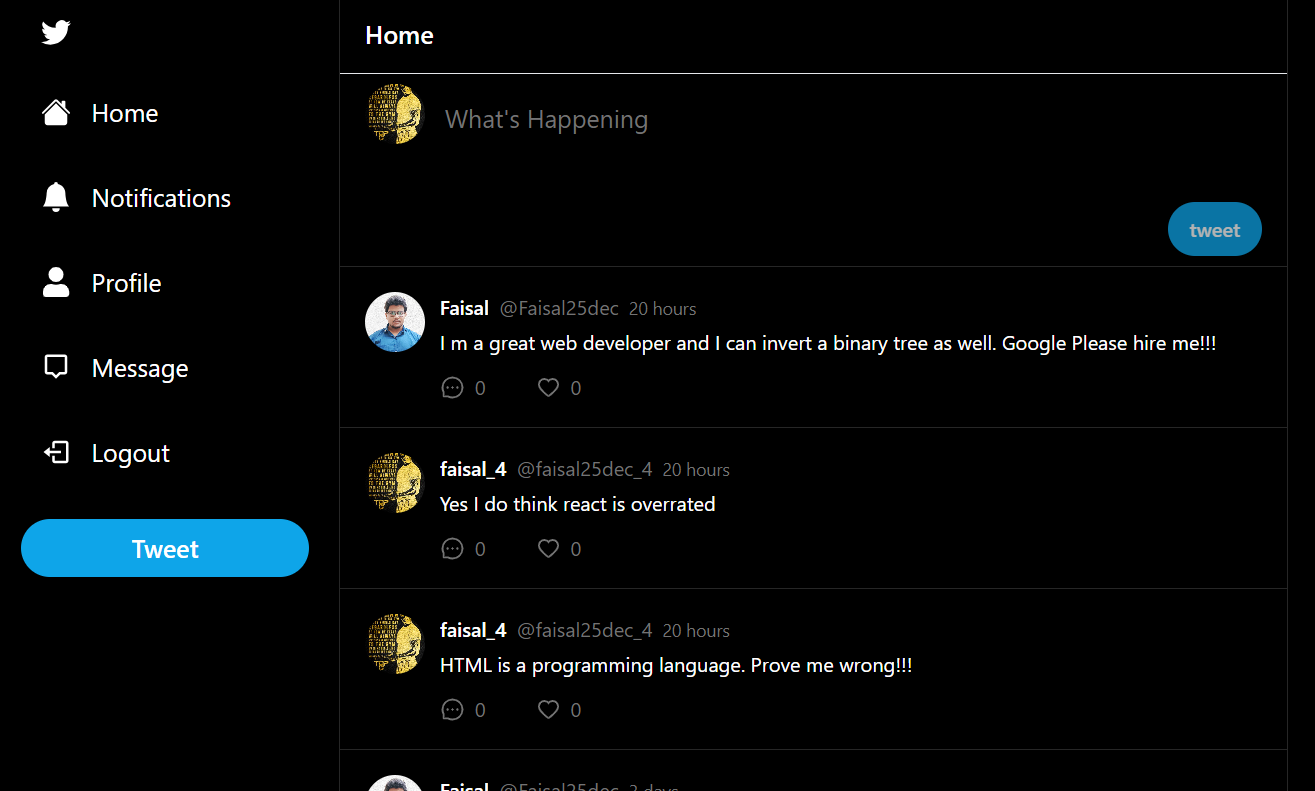 Home
Home
Notifications
Profile
Message
Logout
Tweet
What's Happening
tweet
Faisal @Faisal25dec 20 hours
I m a great web developer and I can invert a binary tree as well. Google Please hire me!!!
0 0
faisal_4 @faisal25dec_4 20 hours
Yes I do think react is overrated
0 0
faisal_4 @faisal25dec_4 20 hours
HTML is a programming language. Prove me wrong!!!
0 0
Faisal @Faisal25dec 3 days